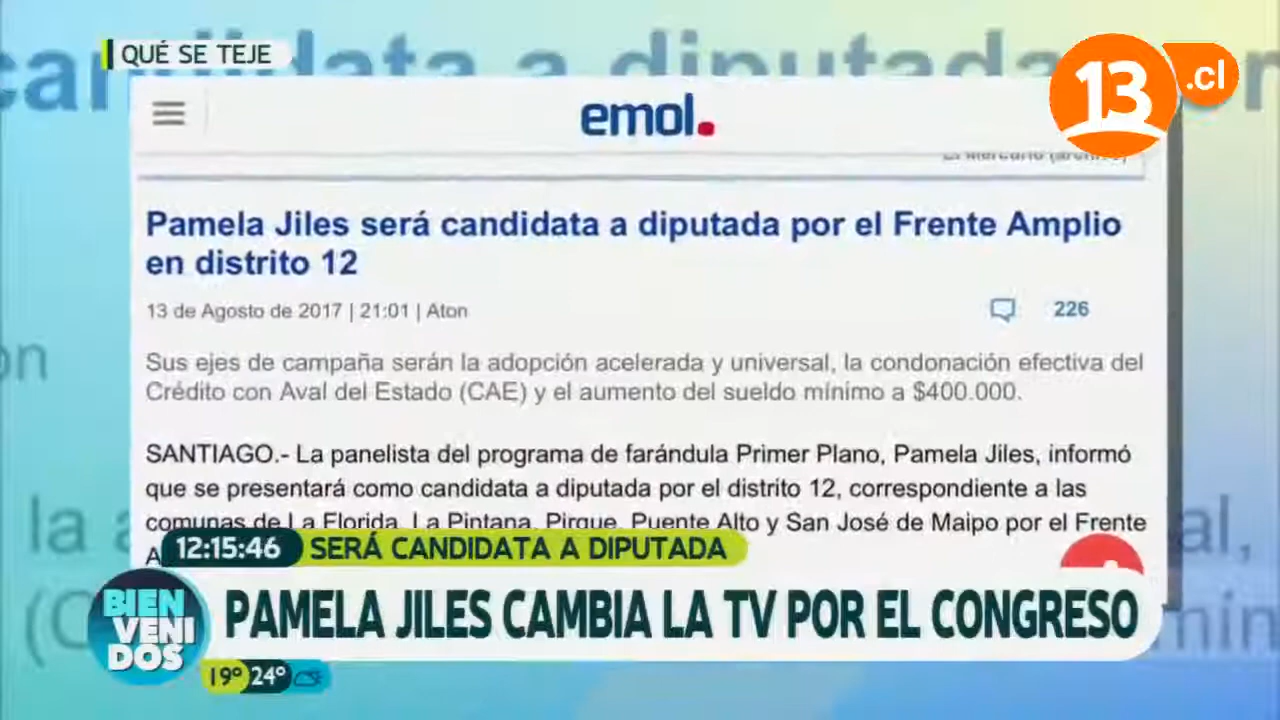 QUÉ SE TEJE
13.cl
candidata a diputada
emol.
Pamela Jiles será candidata a diputada por el Frente Amplio
en distrito 12
13 de Agosto de 2017 | 21:01 | Aton
226
Sus ejes de campaña serán la adopción acelerada y universal, la condonación efectiva del
Crédito con Aval del Estado (CAE) y el aumento del sueldo mínimo a $400.000.
SANTIAGO.- La panelista del programa de farándula Primer Plano, Pamela Jiles, informó
que se presentará como candidata a diputada por el distrito 12, correspondiente a las
comunas de La Florida, La Pintana, Pirque, Puente Alto y San José de Maipo por el Frente
12:15:46 SERÁ CANDIDATA A DIPUTADA
BIEN
VENI
DOS
PAMELA JILES CAMBIA LA TV POR EL CONGRESO
19° 24°